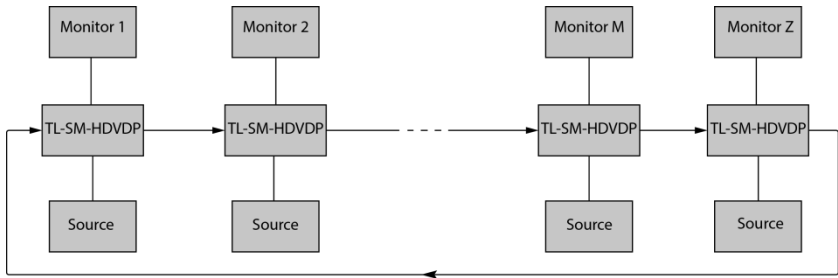 Monitor 1
Monitor 2
Monitor M
Monitor Z
TL-SM-HDVDP
TL-SM-HDVDP
TL-SM-HDVDP
TL-SM-HDVDP
Source
Source
Source
Source